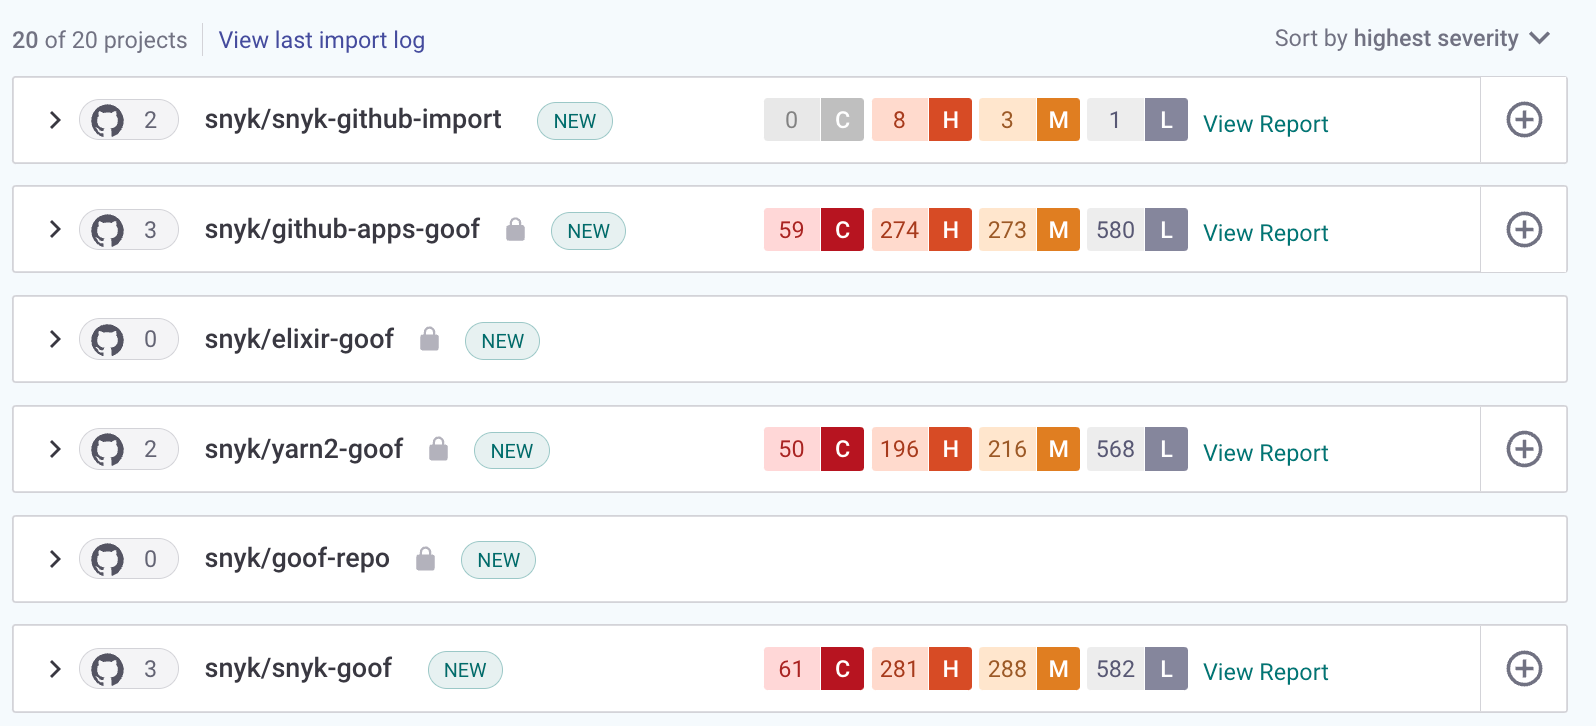 20 of 20 projects View last import log Sort by highest severity
2 snyk/snyk-github-import NEW 0 C 8 H 3 M 1 L View Report
3 snyk/github-apps-goof NEW 59 C 274 H 273 M 580 L View Report
0 snyk/elixir-goof NEW
2 snyk/yarn2-goof NEW 50 C 196 H 216 M 568 L View Report
0 snyk/goof-repo NEW
3 snyk/snyk-goof NEW 61 C 281 H 288 M 582 L View Report